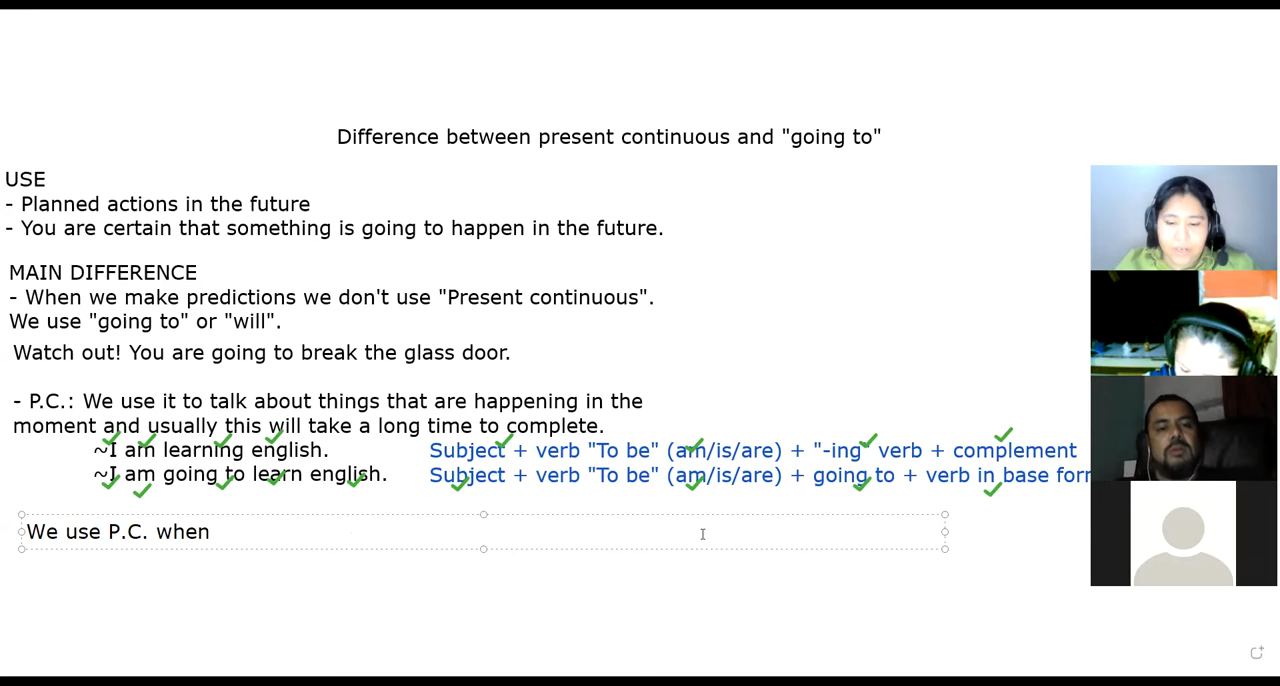 Difference between present continuous and "going to"
USE
- Planned actions in the future
- You are certain that something is going to happen in the future.
MAIN DIFFERENCE
- When we make predictions we don't use "Present continuous".
We use "going to" or "will".
Watch out! You are going to break the glass door.
- P.C.: We use it to talk about things that are happening in the
moment and usually this will take a long time to complete.
~I am learning english. Subject + verb "To be" (am/is/are) + "-ing" verb + complement
~I am going to learn english. Subject + verb "To be" (am/is/are) + going to + verb in base forr
We use P.C. when